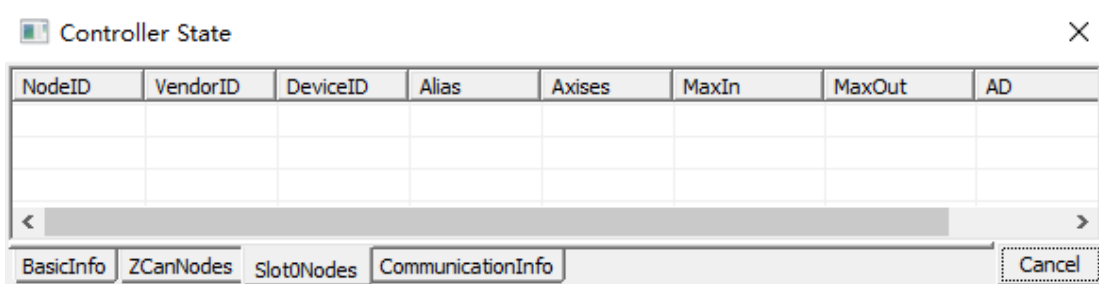 Controller State
NodeID VendorID DeviceID Alias Axises MaxIn MaxOut AD
BasicInfo ZCanNodes Slot0Nodes CommunicationInfo Cancel